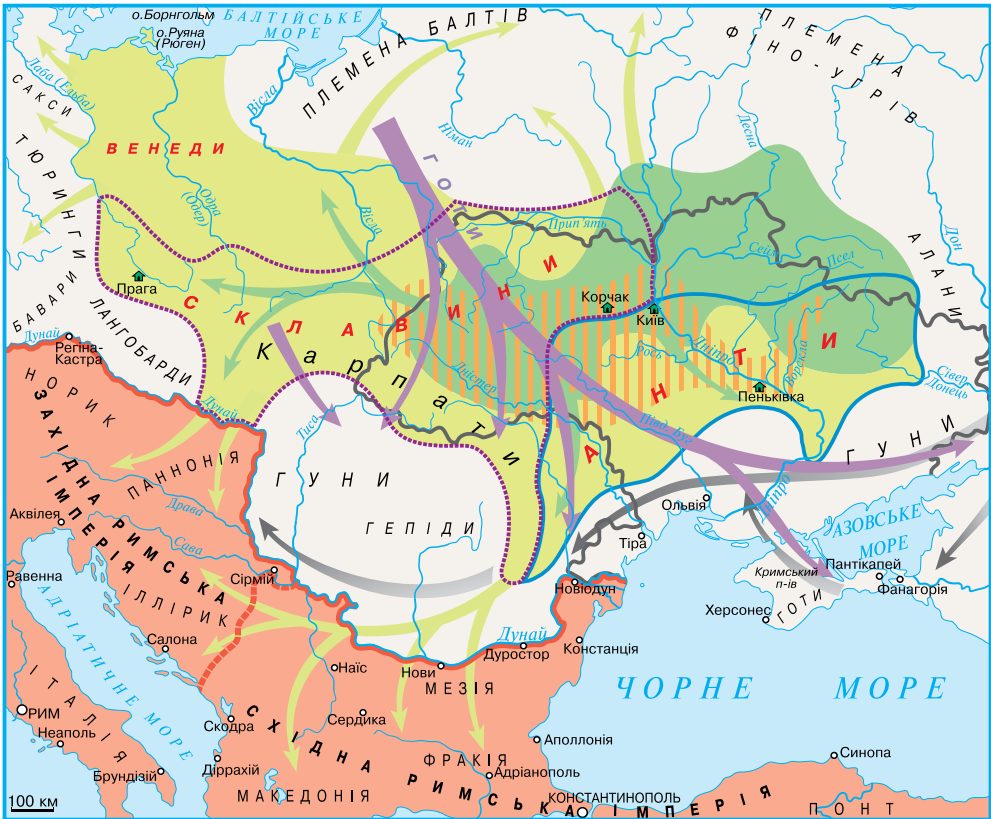 о.Борнгольм
БАЛТІЙСЬКЕ
МОРЕ
о.Руяна
(Рюген)
ПЛЕМЕНА БАЛТІВ
ПЛЕМЕНА
ФІНО-УГРІВ
Лаба (Ельба)
САКСИ
Вісла
Німан
Десна
ТЮРИНГИ
ВЕНЕДИ
ГОТИ
Одра
(Одер)
Вісла
Прип'ять
Сейм
Псел
Дон
АЛАНИ
БАВАРИ
ЛАНГОБАРДИ
Прага
СКЛАВИНИ
Корчак
Київ
АНТИ
Дунай
Регіна-
Кастра
Карпати
Рось
Дніпро
Ворскла
Пеньківка
Сівер.
Донець
Дністер
Півд. Буг
НОРИК
Дунай
Тиса
ЗАХІДНА РИМСЬКА
ІМПЕРІЯ
ПАННОНІЯ
ГУНИ
ГУНИ
Драва
ГЕПІДИ
Ольвія
Дніпро
АЗОВСЬКЕ
МОРЕ
Аквілея
Сава
Тіра
Пантікапей
Фанагорія
Кримський
п-ів
ГОТИ
Равенна
Сірмій
Новіодун
Херсонес
ІЛЛІРИК
АДРІАТИЧНЕ МОРЕ
Салона
Дунай
Дуростор
Констанція
Наїс
Нови
МЕЗІЯ
ЧОРНЕ МОРЕ
ІТАЛІЯ
РИМ
Неаполь
Скодра
Сердика
СХІДНА РИМСЬКА ІМПЕРІЯ
Аполлонія
Синопа
Брундізій
Діррахій
ФРАКІЯ
Адріанополь
МАКЕДОНІЯ
КОНСТАНТИНОПОЛЬ
ПОНТ
100 км